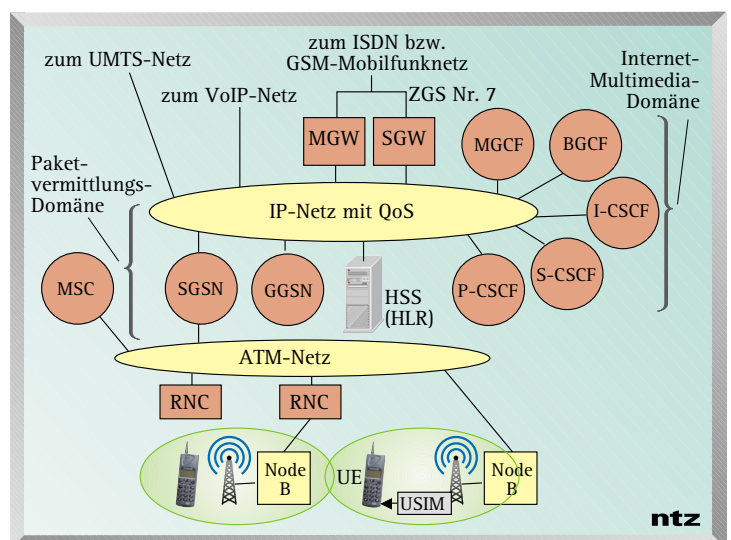 zum ISDN bzw.
GSM-Mobilfunknetz
zum UMTS-Netz
Internet-
Multimedia-
Domäne
zum VoIP-Netz
ZGS Nr. 7
MGW
SGW
MGCF
BGCF
Paket-
vermittlungs-
Domäne
IP-Netz mit QoS
I-CSCF
MSC
SGSN
GGSN
HSS
(HLR)
P-CSCF
S-CSCF
ATM-Netz
RNC
RNC
Node
B
UE
USIM
Node
B
ntz